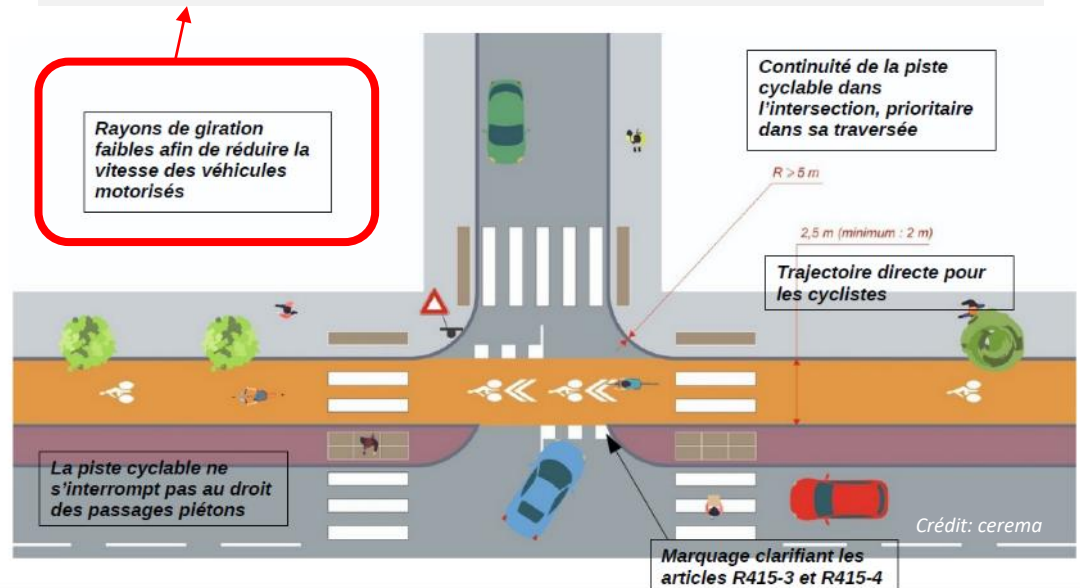 Rayons de giration
faibles afin de réduire la
vitesse des véhicules
motorisés
Continuité de la piste
cyclable dans
l'intersection, prioritaire
dans sa traversée
R > 5 m
2,5 m (minimum : 2 m)
Trajectoire directe pour
les cyclistes
La piste cyclable ne
s'interrompt pas au droit
des passages piétons
Crédit: cerema
Marquage clarifiant les
articles R415-3 et R415-4